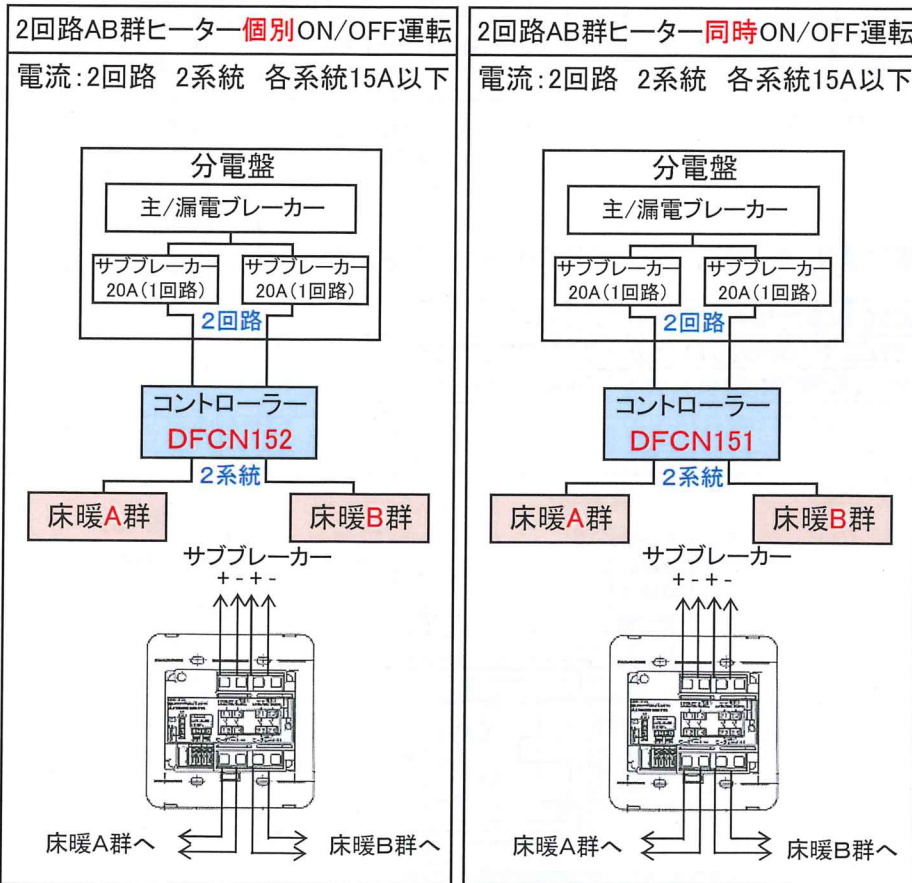 2回路AB群ヒーター個別ON/OFF運転
電流:2回路 2系統 各系統15A以下
分電盤
主/漏電ブレーカー
サブブレーカー
20A(1回路)
サブブレーカー
20A(1回路)
2回路
コントローラー
DFCN152
2系統
床暖A群
床暖B群
サブブレーカー
+ - + -
床暖A群へ
床暖B群へ
2回路AB群ヒーター同時ON/OFF運転
電流:2回路 2系統 各系統15A以下
分電盤
主/漏電ブレーカー
サブブレーカー
20A(1回路)
サブブレーカー
20A(1回路)
2回路
コントローラー
DFCN151
2系統
床暖A群
床暖B群
サブブレーカー
+ - + -
床暖A群へ
床暖B群へ